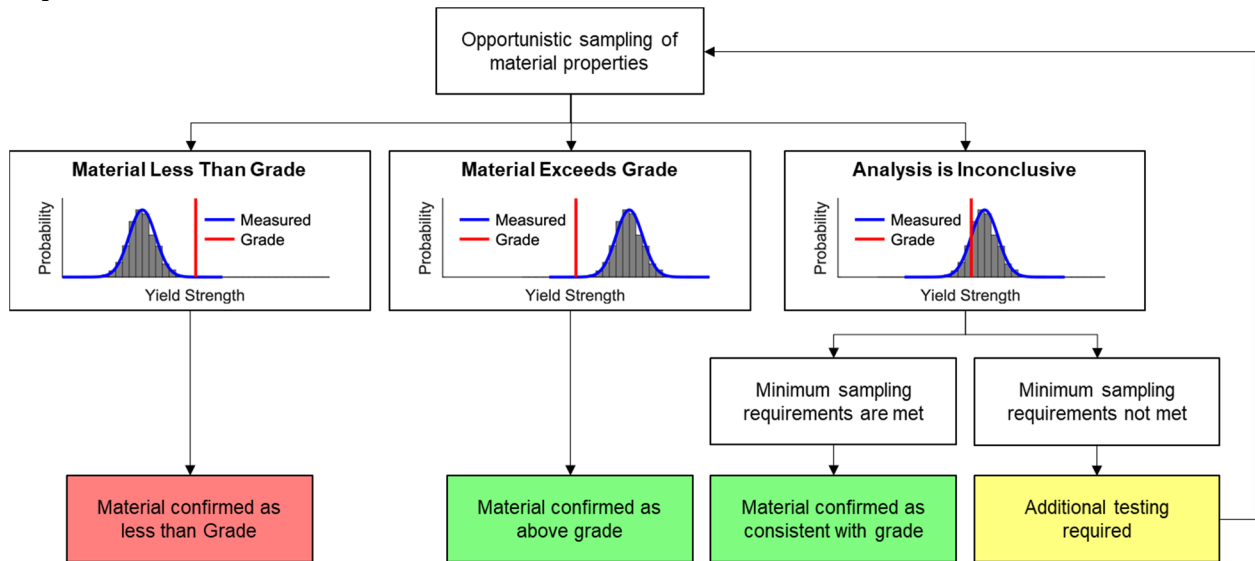 Opportunistic sampling of
material properties
Material Less Than Grade
Probability
Measured
Grade
Yield Strength
Material Exceeds Grade
Probability
Measured
Grade
Yield Strength
Analysis is Inconclusive
Probability
Measured
Grade
Yield Strength
Minimum sampling
requirements are met
Minimum sampling
requirements not met
Material confirmed as
less than Grade
Material confirmed as
above grade
Material confirmed as
consistent with grade
Additional testing
required